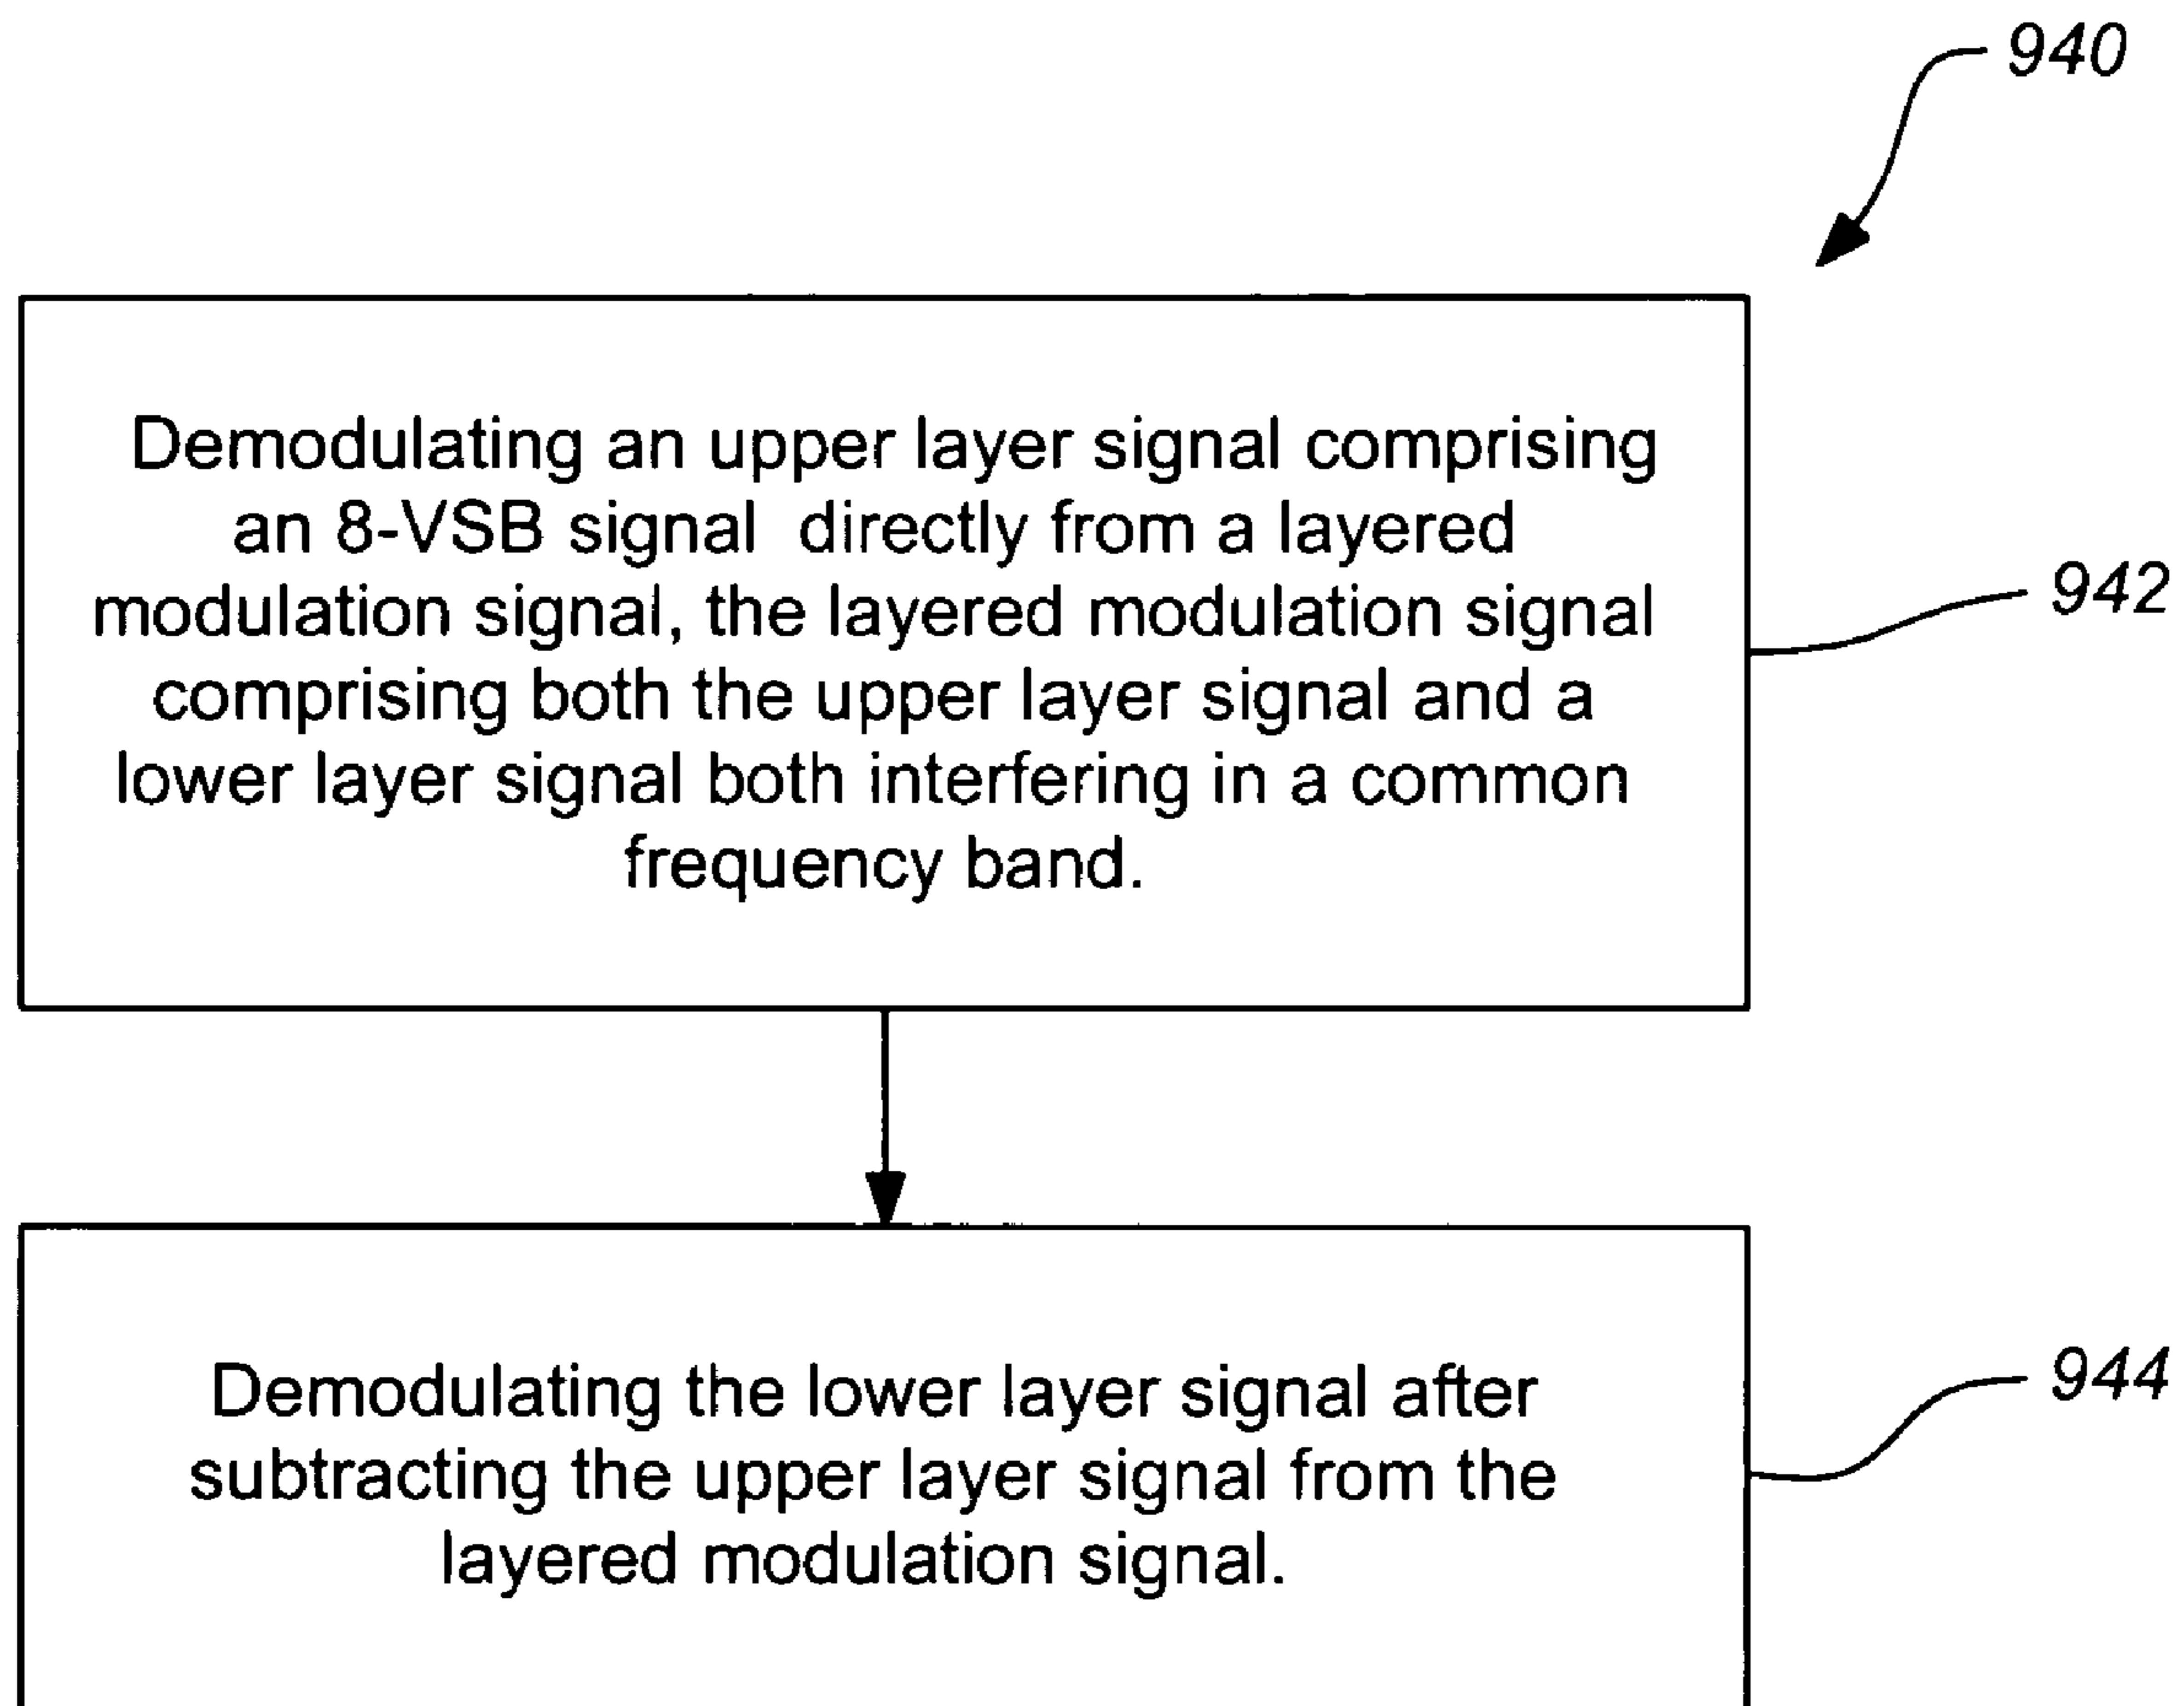 940
Demodulating an upper layer signal comprising
an 8-VSB signal directly from a layered
modulation signal, the layered modulation signal
comprising both the upper layer signal and a
lower layer signal both interfering in a common
frequency band.
942
Demodulating the lower layer signal after
subtracting the upper layer signal from the
layered modulation signal.
944